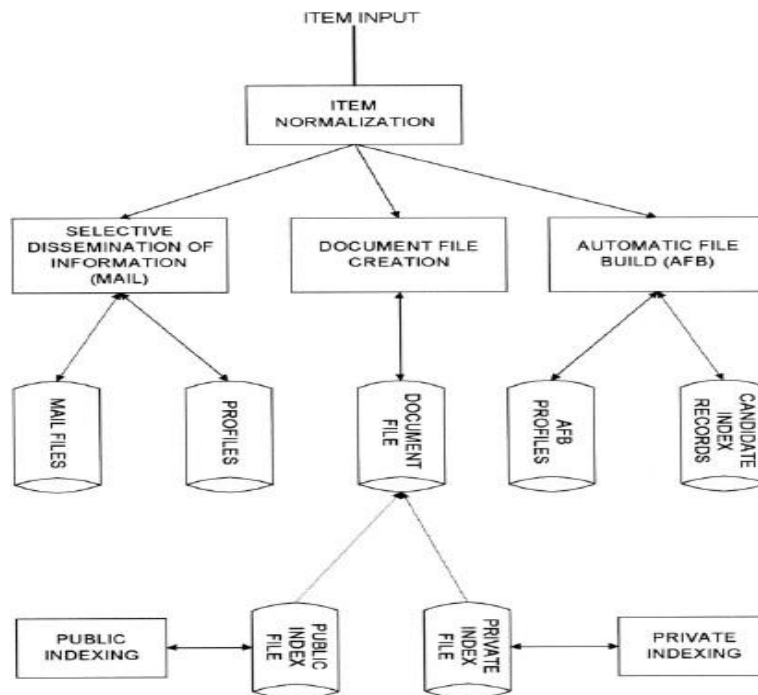 ITEM INPUT
ITEM
NORMALIZATION
SELECTIVE
DISSEMINATION OF
INFORMATION
(MAIL)
DOCUMENT FILE
CREATION
AUTOMATIC FILE
BUILD (AFB)
MAIL FILES
PROFILES
DOCUMENT
FILE
AFB
PROFILES
CANDIDATE
INDEX
RECORDS
PUBLIC
INDEXING
PUBLIC
INDEX
FILE
PRIVATE
INDEX
FILE
PRIVATE
INDEXING